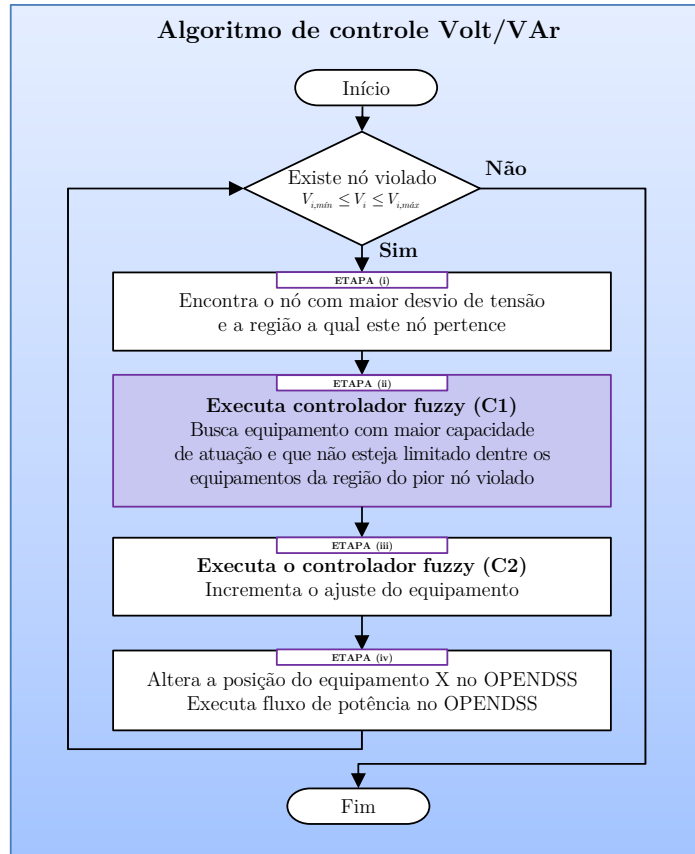 Algoritmo de controle Volt/VAr
Início
Existe nó violado
V_{i,mín} ≤ V_i ≤ V_{i,máx}
Não
Sim
ETAPA (i)
Encontra o nó com maior desvio de tensão
e a região a qual este nó pertence
ETAPA (ii)
Executa controlador fuzzy (C1)
Busca equipamento com maior capacidade
de atuação e que não esteja limitado dentre os
equipamentos da região do pior nó violado
ETAPA (iii)
Executa o controlador fuzzy (C2)
Incrementa o ajuste do equipamento
ETAPA (iv)
Altera a posição do equipamento X no OPENDSS
Executa fluxo de potência no OPENDSS
Fim